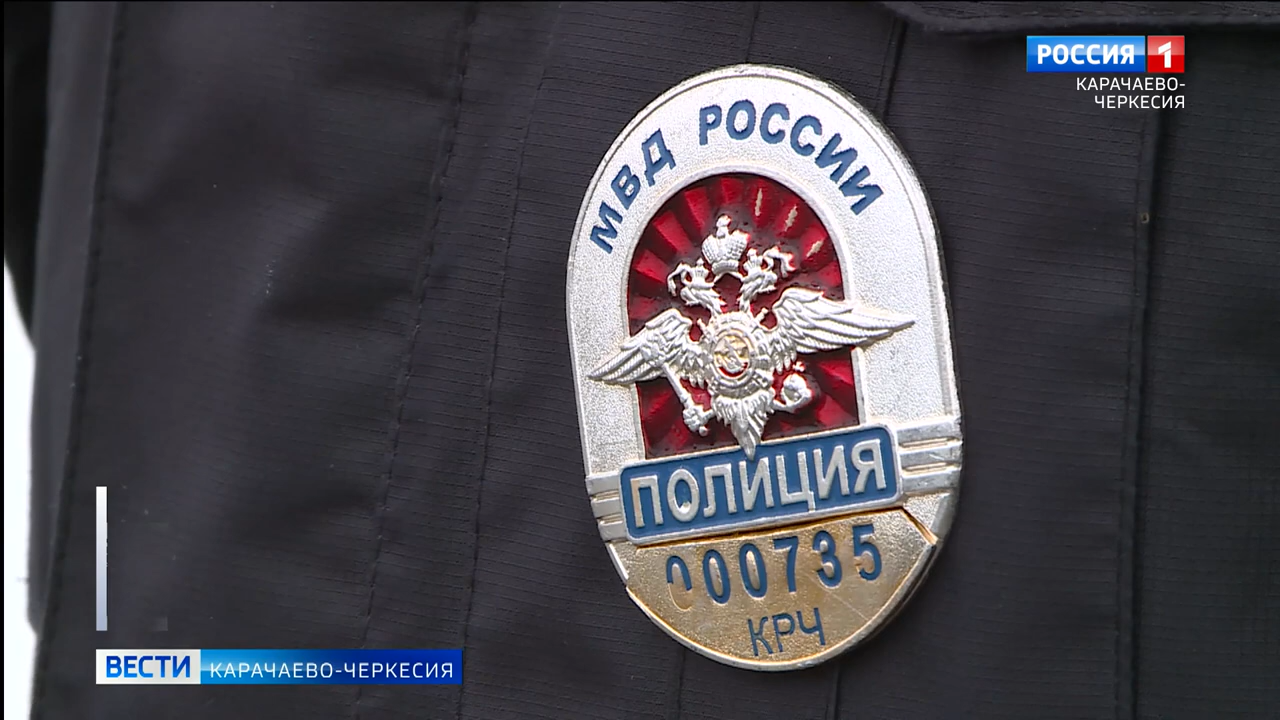 РОССИЯ 1
КАРАЧАЕВО-
ЧЕРКЕСИЯ
МВД РОССИИ
ПОЛИЦИЯ
000735
КРЧ
ВЕСТИ КАРАЧАЕВО-ЧЕРКЕСИЯ